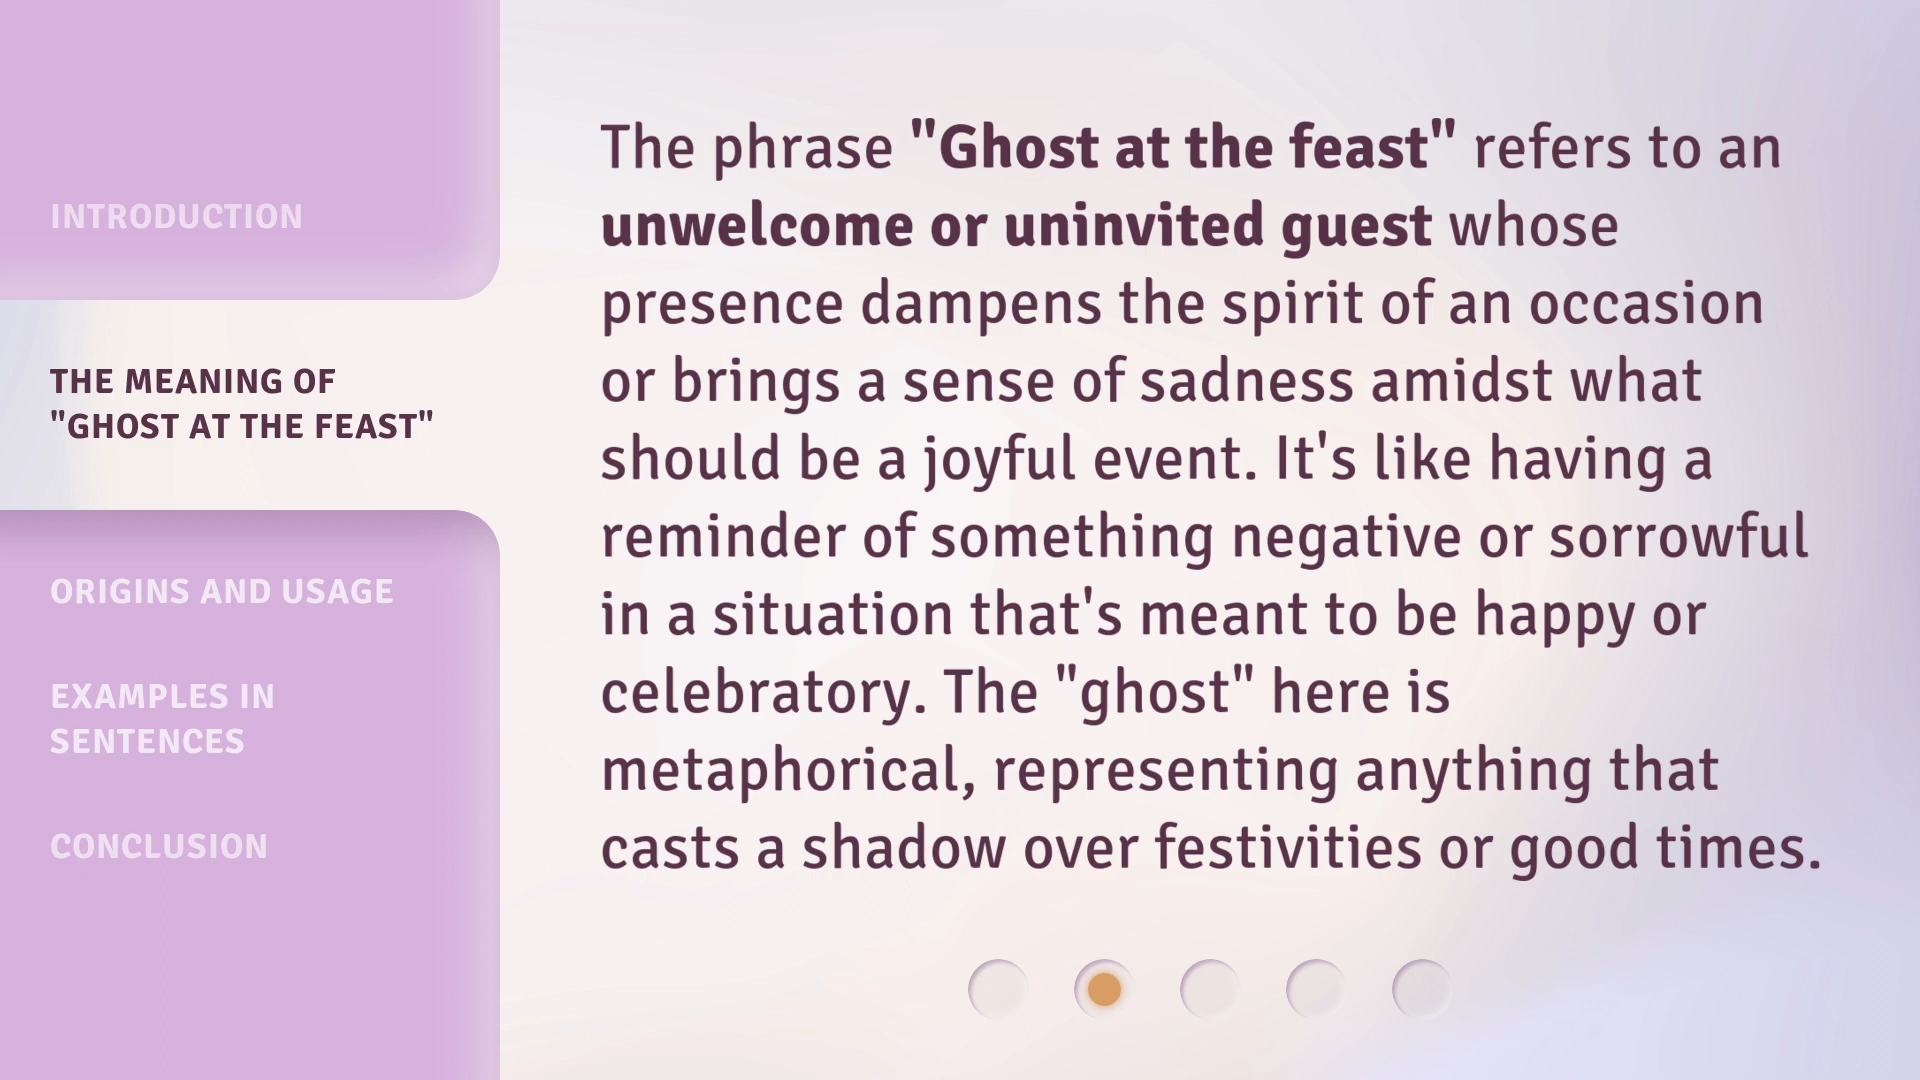 INTRODUCTION
THE MEANING OF
"GHOST AT THE FEAST"
ORIGINS AND USAGE
EXAMPLES IN
SENTENCES
CONCLUSION
The phrase "Ghost at the feast" refers to an
unwelcome or uninvited guest whose
presence dampens the spirit of an occasion
or brings a sense of sadness amidst what
should be a joyful event. It's like having a
reminder of something negative or sorrowful
in a situation that's meant to be happy or
celebratory. The "ghost" here is
metaphorical, representing anything that
casts a shadow over festivities or good times.